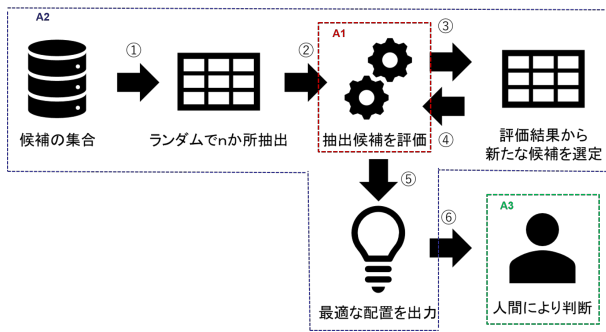 A2
①
②
A1
③
④
候補の集合
ランダムでnか所抽出
抽出候補を評価
評価結果から
新たな候補を選定
⑤
⑥
A3
最適な配置を出力
人間により判断